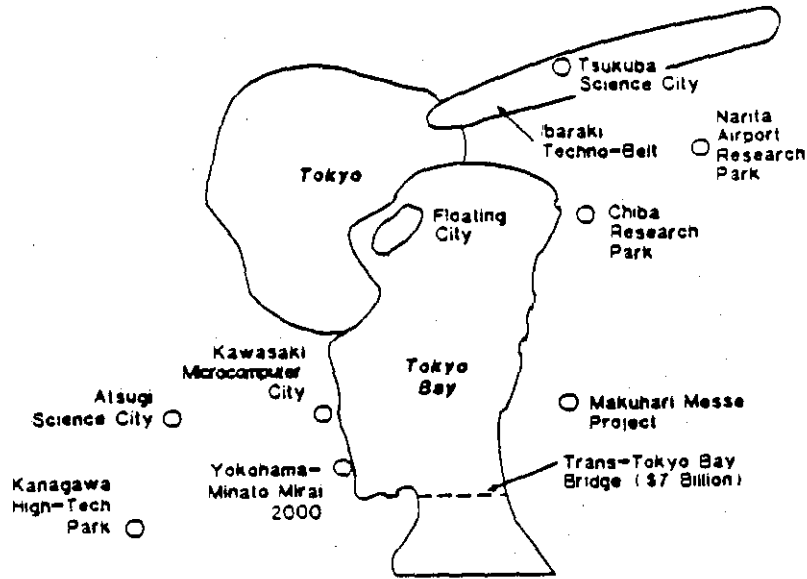 Tsukuba
Science City
Ibaraki
Techno-Belt
Narita
Airport
Research
Park
Tokyo
Floating
City
Chiba
Research
Park
Kawasaki
Microcomputer
City
Tokyo
Bay
Atsugi
Science City
Makuhari Messe
Project
Yokohama-
Minato Mirai
2000
Trans-Tokyo Bay
Bridge ($7 Billion)
Kanagawa
High-Tech
Park